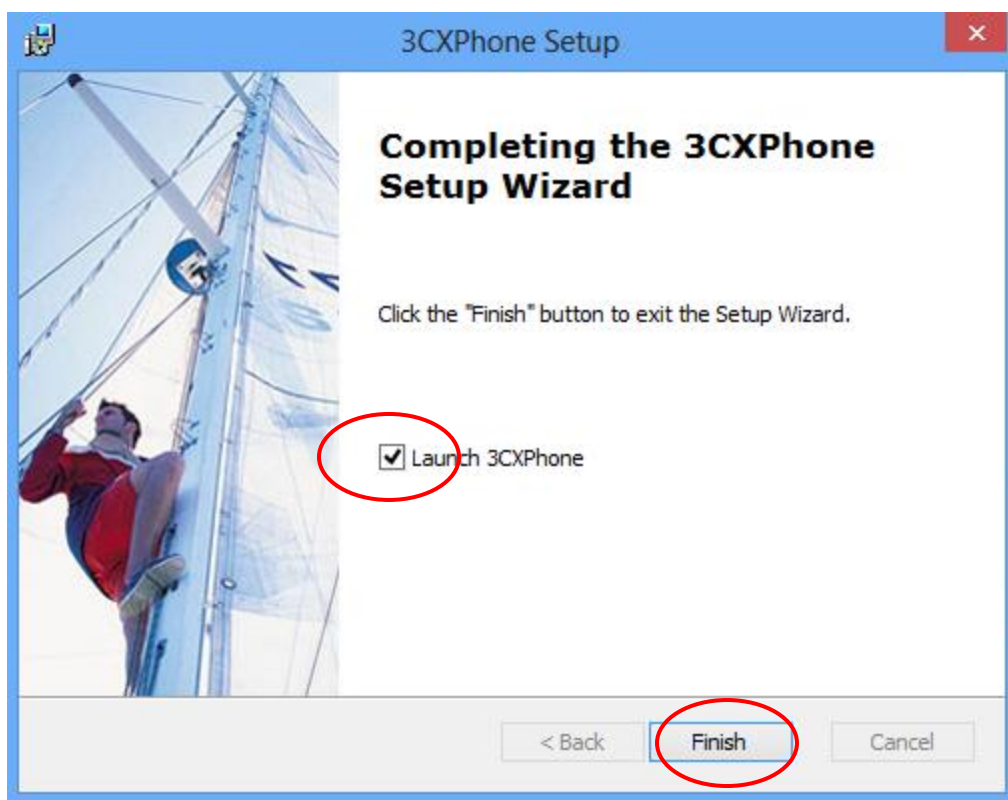 3CXPhone Setup
Completing the 3CXPhone
Setup Wizard
Click the "Finish" button to exit the Setup Wizard.
Launch 3CXPhone
< Back
Finish
Cancel